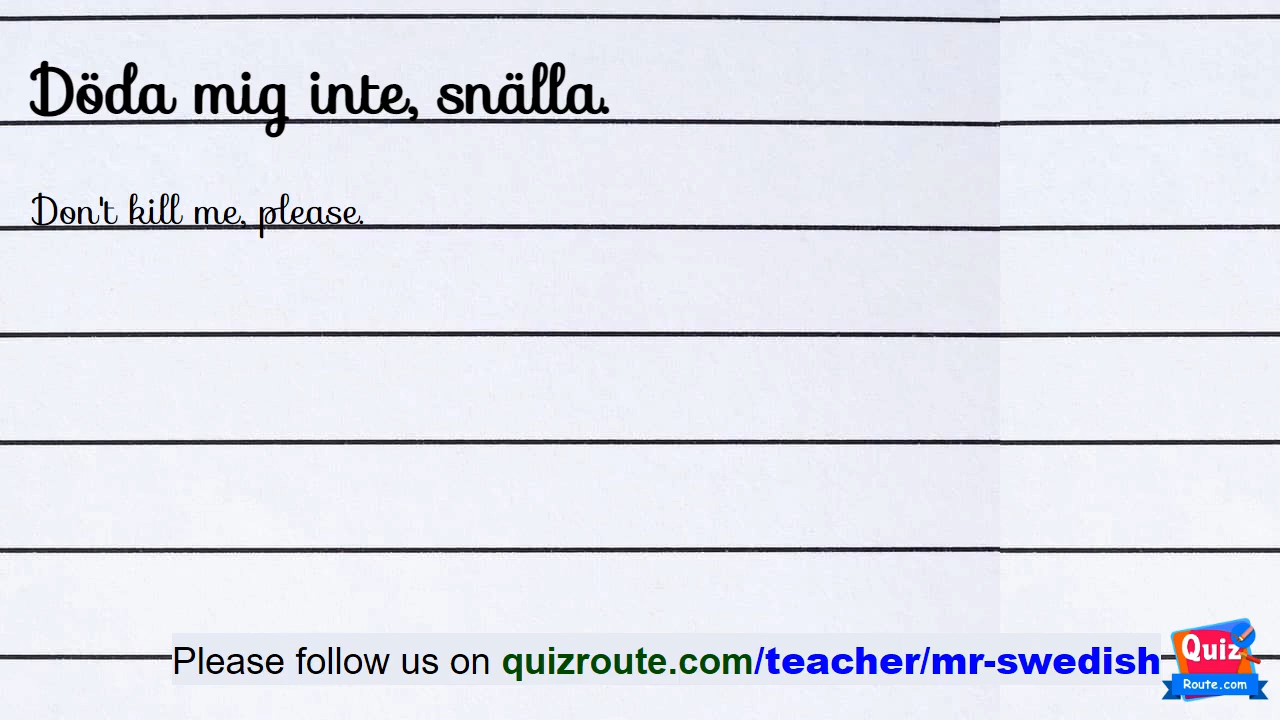 Döda mig inte, snälla.
Don't kill me, please.
Please follow us on quizroute.com/teacher/mr-swedish
Quiz
Route.com